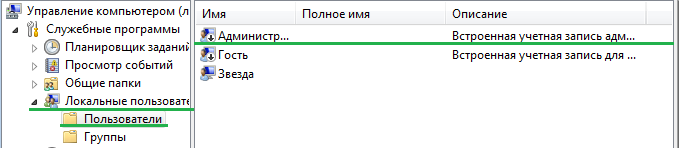 Управление компьютером (л
Служебные программы
Планировщик заданий
Просмотр событий
Общие папки
Локальные пользовате
Пользователи
Группы
Имя Полное имя Описание
Администр... Встроенная учетная запись адм...
Гость Встроенная учетная запись для ...
Звезда